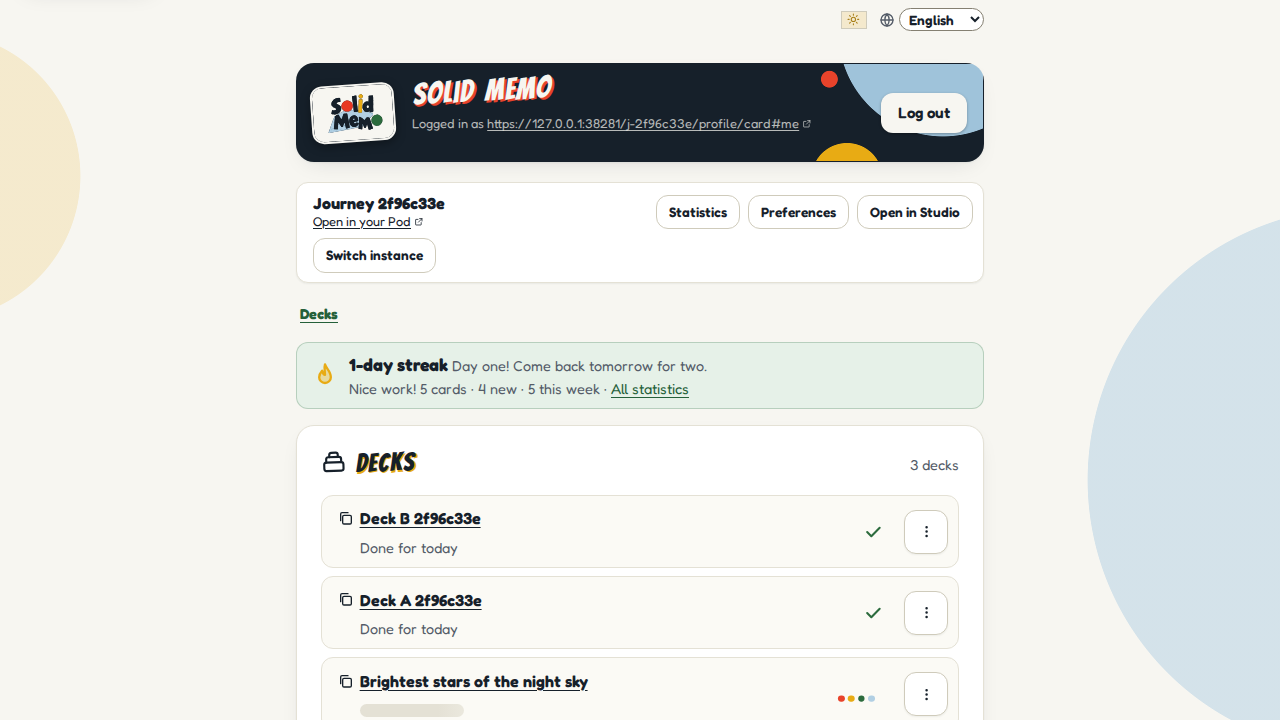 English
Solid Memo
SOLID MEMO
Logged in as https://127.0.0.1:38281/j-2f96c33e/profile/card#me
Log out
Journey 2f96c33e
Open in your Pod
Statistics
Preferences
Open in Studio
Switch instance
Decks
1-day streak Day one! Come back tomorrow for two.
Nice work! 5 cards · 4 new · 5 this week · All statistics
DECKS
3 decks
Deck B 2f96c33e
Done for today
Deck A 2f96c33e
Done for today
Brightest stars of the night sky